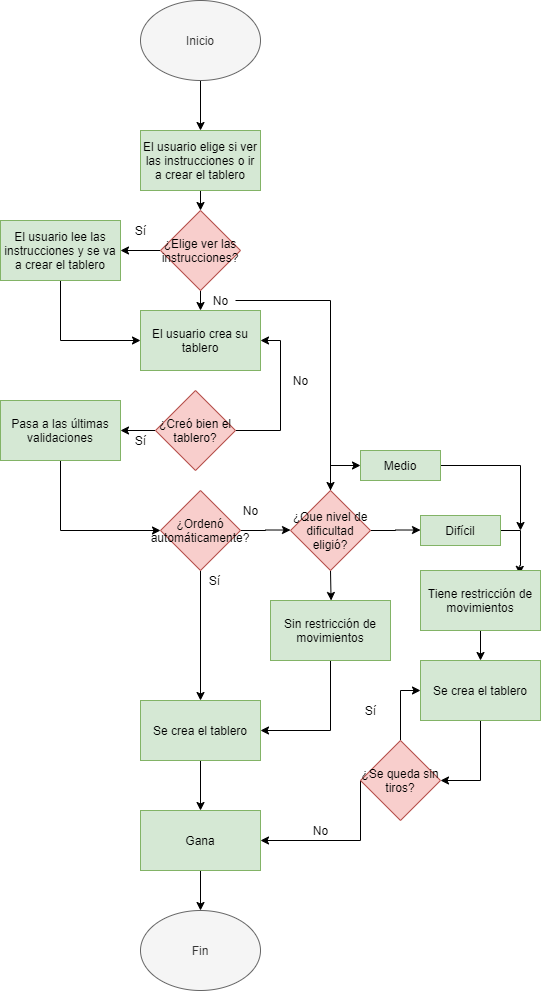 Inicio
El usuario elige si ver
las instrucciones o ir
a crear el tablero
¿Elige ver las
instrucciones?
Sí
El usuario lee las
instrucciones y se va
a crear el tablero
No
El usuario crea su
tablero
No
¿Creó bien el
tablero?
Sí
Pasa a las últimas
validaciones
Medio
¿Ordenó
automáticamente?
No
¿Que nivel de
dificultad
eligió?
Difícil
Sí
Sin restricción de
movimientos
Tiene restricción de
movimientos
Se crea el tablero
Se crea el tablero
Sí
¿Se queda sin
tiros?
No
Gana
Fin